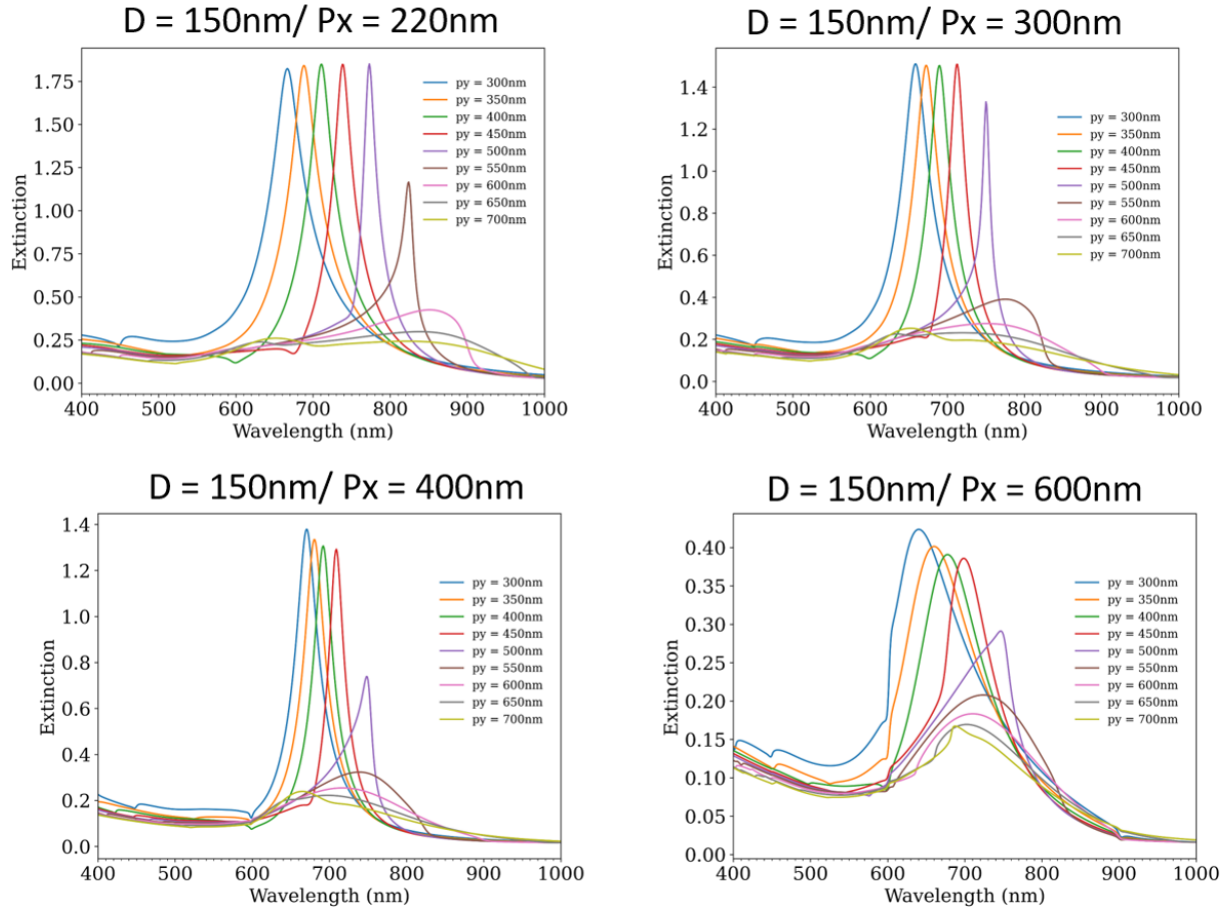 D = 150nm/ Px = 220nm
Extinction
1.75
1.50
1.25
1.00
0.75
0.50
0.25
0.00
py = 300nm
py = 350nm
py = 400nm
py = 450nm
py = 500nm
py = 550nm
py = 600nm
py = 650nm
py = 700nm
400 500 600 700 800 900 1000
Wavelength (nm)
D = 150nm/ Px = 300nm
Extinction
1.4
1.2
1.0
0.8
0.6
0.4
0.2
0.0
py = 300nm
py = 350nm
py = 400nm
py = 450nm
py = 500nm
py = 550nm
py = 600nm
py = 650nm
py = 700nm
400 500 600 700 800 900 1000
Wavelength (nm)
D = 150nm/ Px = 400nm
Extinction
1.4
1.2
1.0
0.8
0.6
0.4
0.2
0.0
py = 300nm
py = 350nm
py = 400nm
py = 450nm
py = 500nm
py = 550nm
py = 600nm
py = 650nm
py = 700nm
400 500 600 700 800 900 1000
Wavelength (nm)
D = 150nm/ Px = 600nm
Extinction
0.40
0.35
0.30
0.25
0.20
0.15
0.10
0.05
0.00
py = 300nm
py = 350nm
py = 400nm
py = 450nm
py = 500nm
py = 550nm
py = 600nm
py = 650nm
py = 700nm
400 500 600 700 800 900 1000
Wavelength (nm)